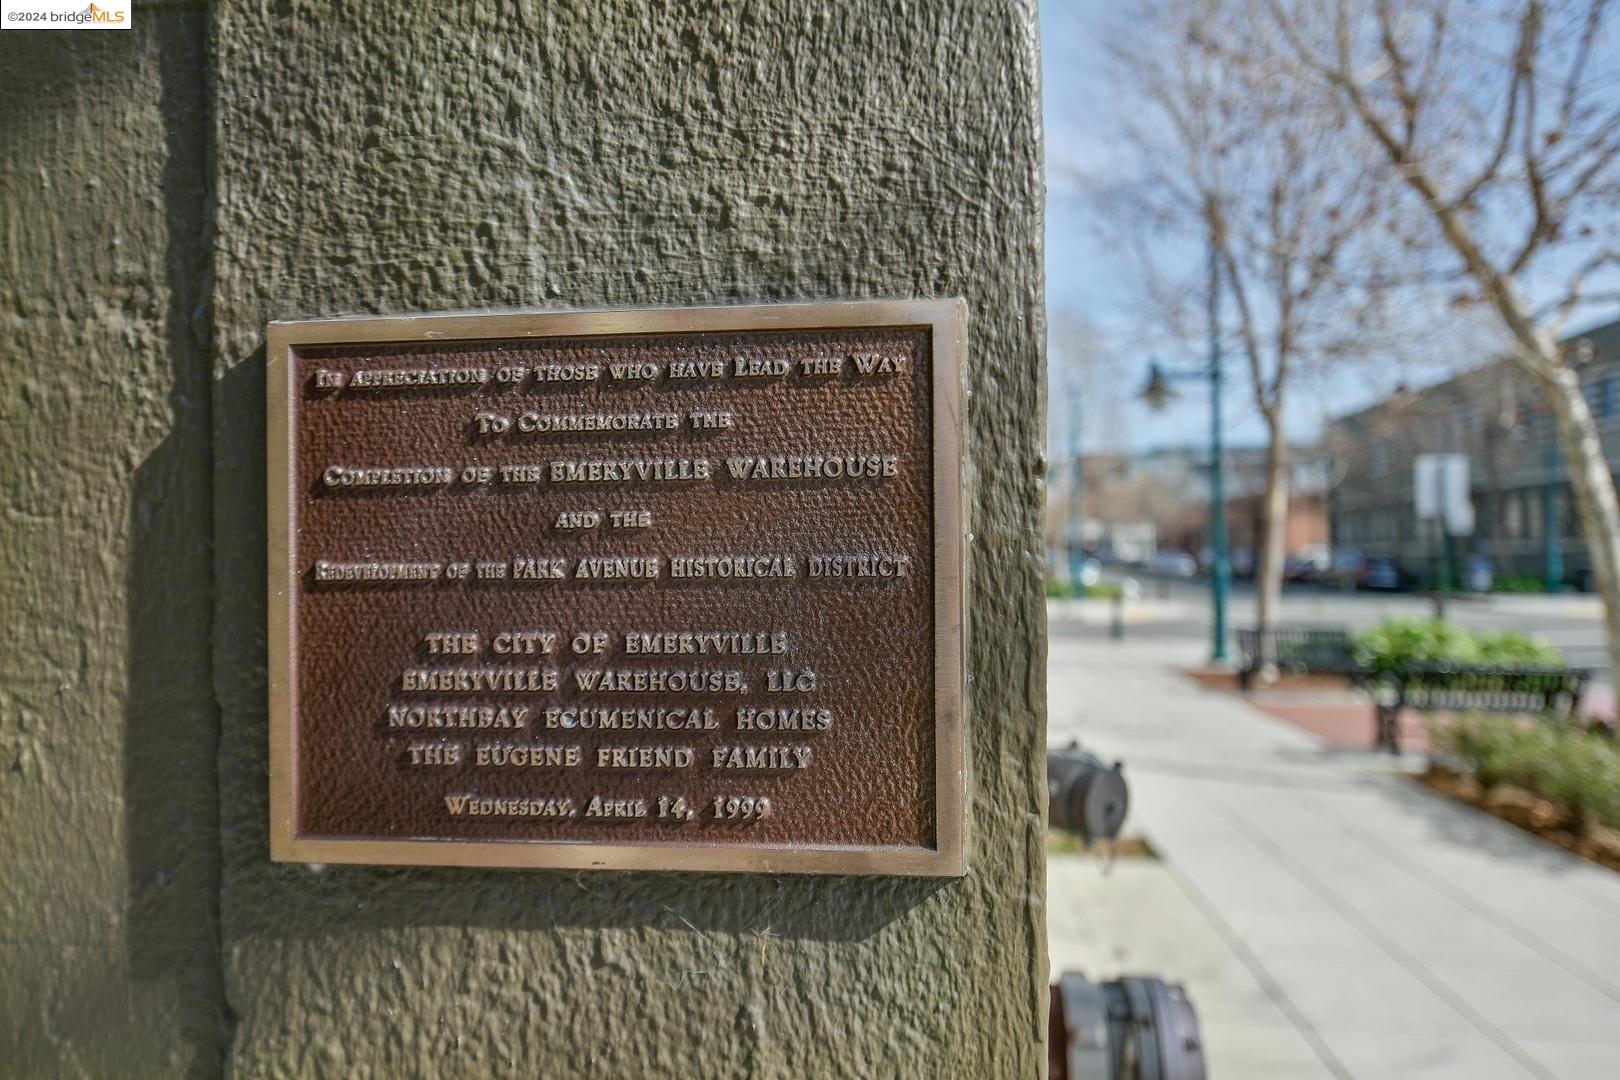 ©2024 bridgeMLS
In Appreciation of those who have Lead the Way
To Commemorate the
Completion of the EMERYVILLE WAREHOUSE
and the
Redevelopment of the PARK AVENUE HISTORICAL DISTRICT
THE CITY OF EMERYVILLE
EMERYVILLE WAREHOUSE, LLC
NORTHBAY ECUMENICAL HOMES
THE EUGENE FRIEND FAMILY
Wednesday, April 14, 1999